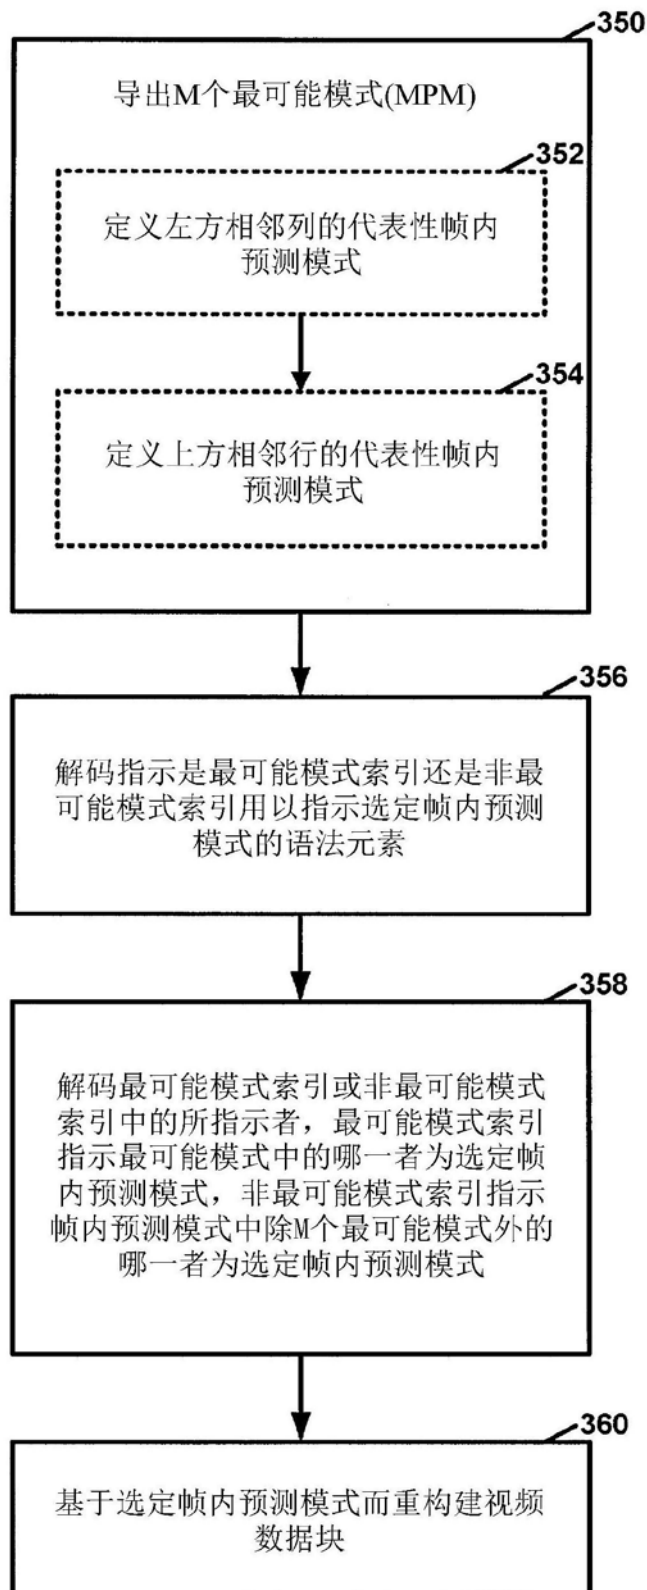 350
导出M个最可能模式(MPM)
352
定义左方相邻列的代表性帧内
预测模式
354
定义上方相邻行的代表性帧内
预测模式
356
解码指示是最可能模式索引还是非最
可能模式索引用以指示选定帧内预测
模式的语法元素
358
解码最可能模式索引或非最可能模式
索引中的所指示者，最可能模式索引
指示最可能模式中的哪一者为选定帧
内预测模式，非最可能模式索引指示
帧内预测模式中除M个最可能模式外的
哪一者为选定帧内预测模式
360
基于选定帧内预测模式而重构建视频
数据块